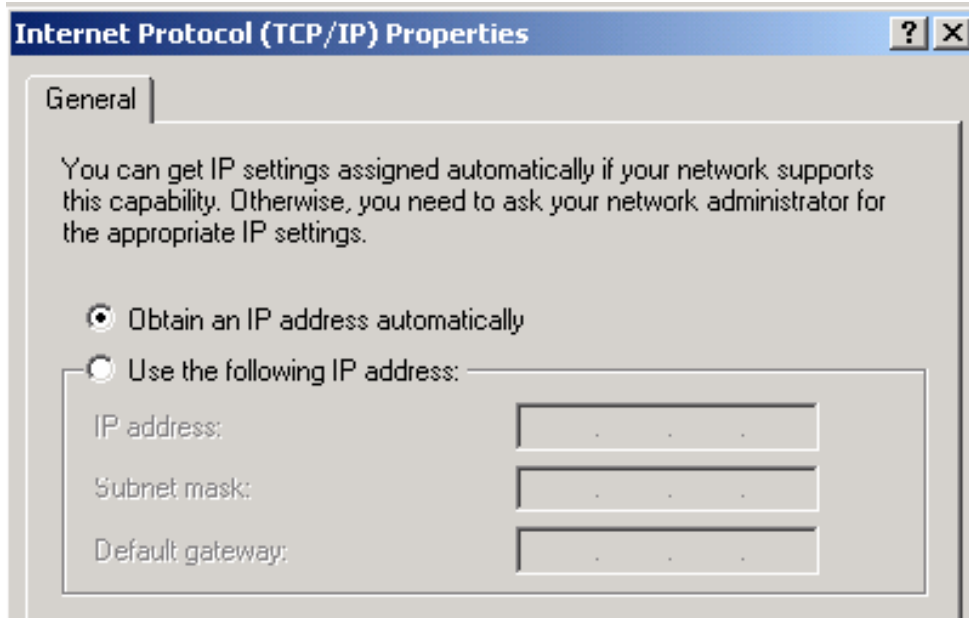 Internet Protocol (TCP/IP) Properties
General
You can get IP settings assigned automatically if your network supports
this capability. Otherwise, you need to ask your network administrator for
the appropriate IP settings.
Obtain an IP address automatically
Use the following IP address:
IP address:
Subnet mask:
Default gateway: